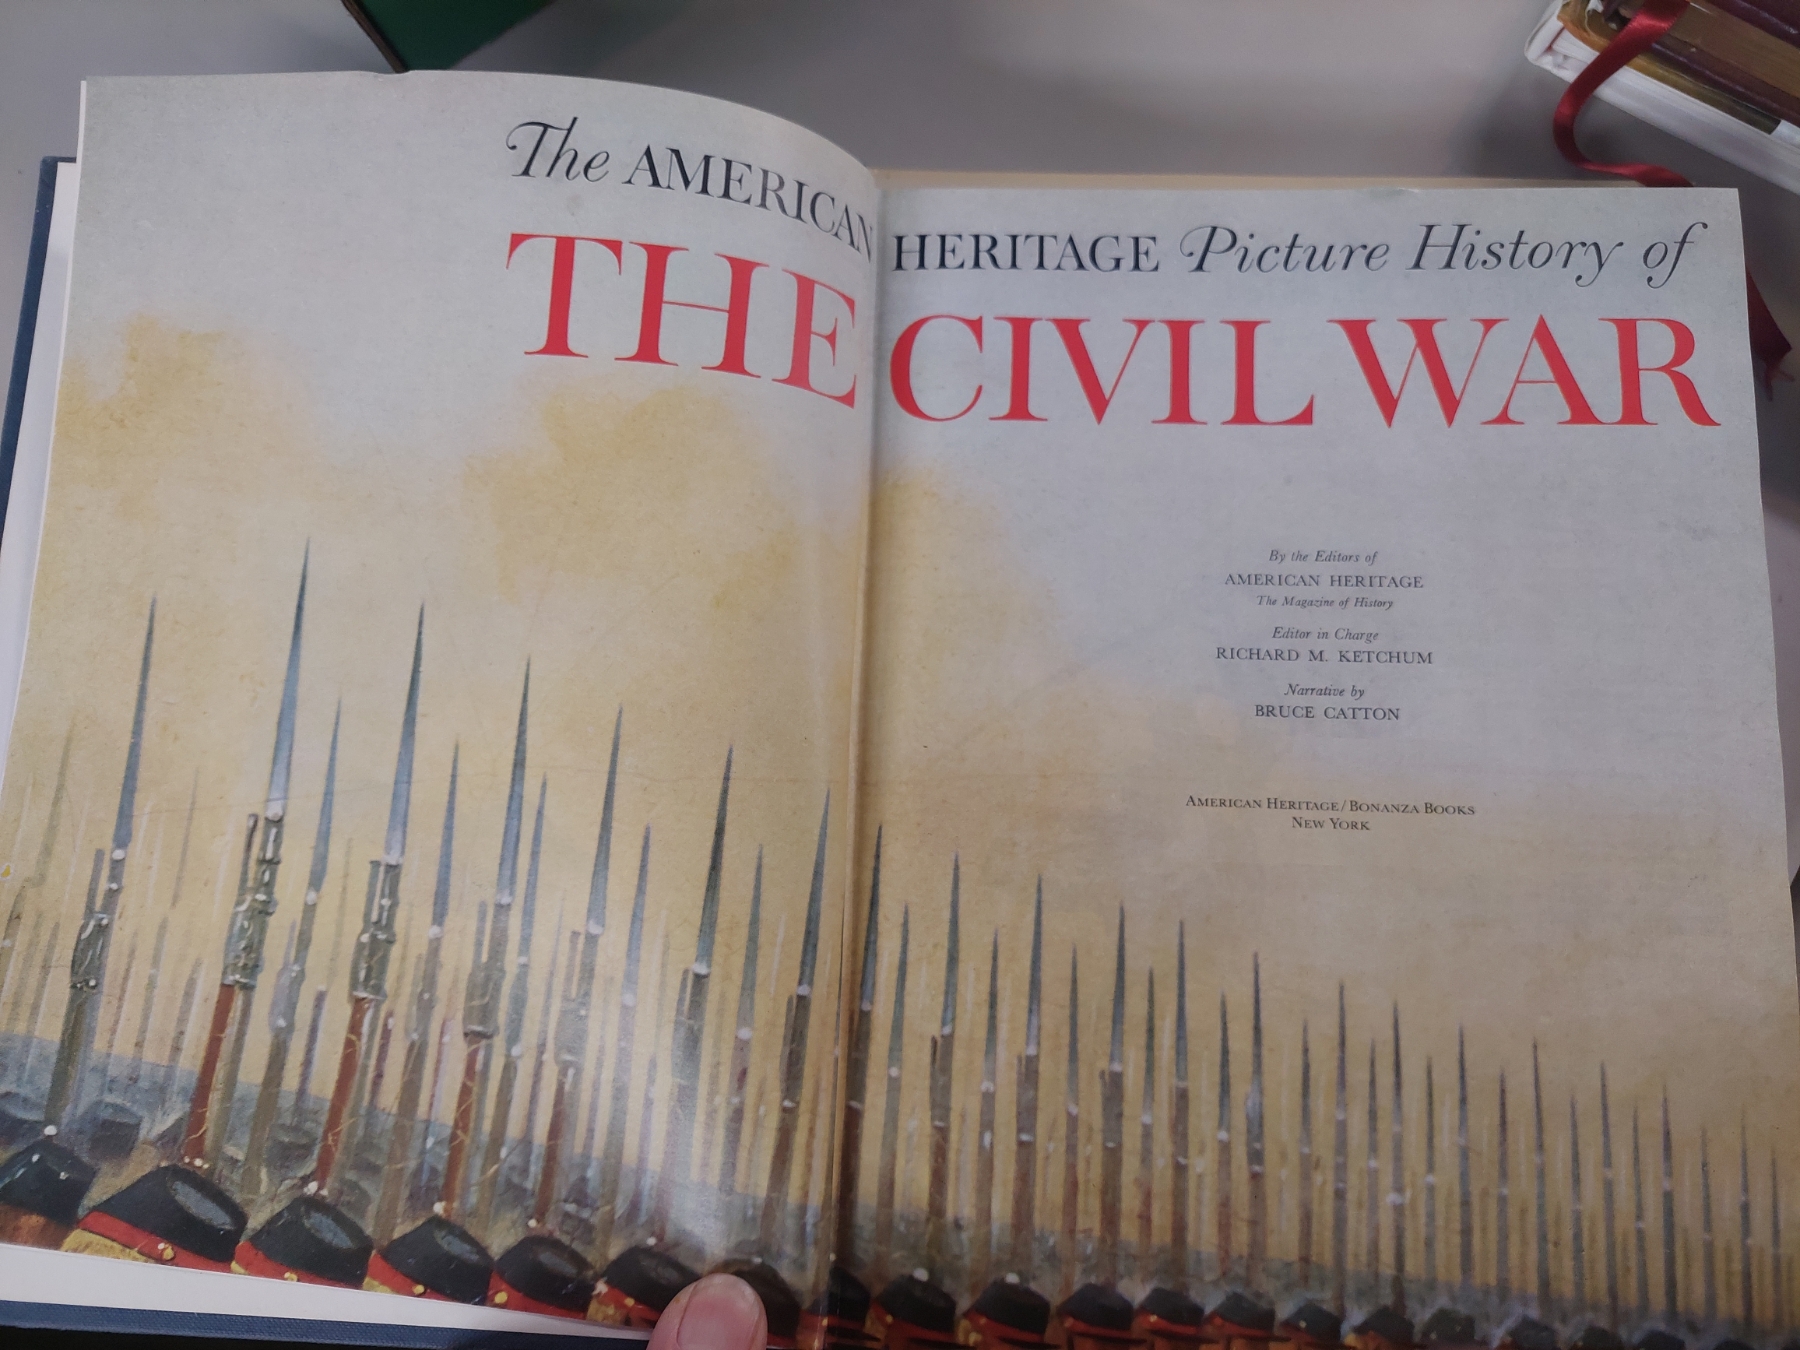 The AMERICAN HERITAGE Picture History of
THE CIVIL WAR
By the Editors of
AMERICAN HERITAGE
The Magazine of History
Editor in Charge
RICHARD M. KETCHUM
Narrative by
BRUCE CATTON
AMERICAN HERITAGE/BONANZA BOOKS
NEW YORK